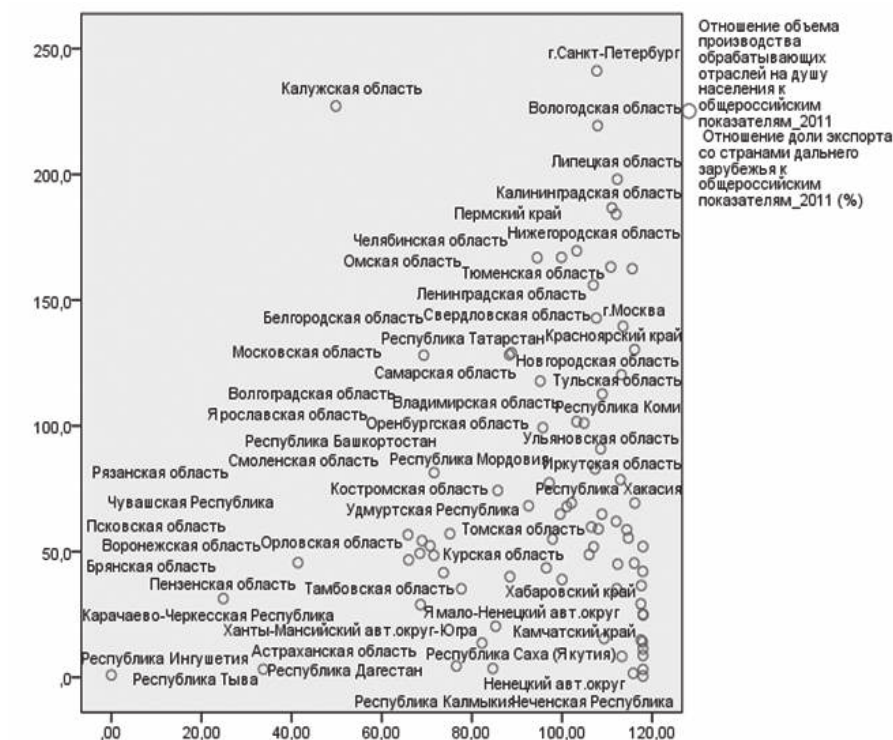 Отношение объема
производства
обрабатывающих
отраслей на душу
населения к
общероссийским
показателям_2011
Отношение доли экспорта
со странами дальнего
зарубежья к
общероссийским
показателям_2011 (%)
250,0
г.Санкт-Петербург
Калужская область
Вологодская область
200,0
Липецкая область
Калининградская область
Пермский край
Нижегородская область
Челябинская область
Омская область
Тюменская область
150,0
Ленинградская область
Белгородская область Свердловская область г.Москва
Республика Татарстан Красноярский край
Московская область Новгородская область
Самарская область Тульская область
Волгоградская область Владимирская область Республика Коми
100,0
Ярославская область Оренбургская область
Республика Башкортостан Ульяновская область
Смоленская область Республика Мордовия Иркутская область
Рязанская область
Костромская область Республика Хакасия
Чувашская Республика Удмуртская Республика
Псковская область Томская область
Воронежская область Орловская область
50,0
Курская область
Брянская область
Пензенская область Тамбовская область Хабаровский край
Карачаево-Черкесская Республика Ямало-Ненецкий авт.округ
Ханты-Мансийский авт.округ-Югра Камчатский край
Астраханская область Республика Саха (Якутия)
Республика Ингушетия Республика Дагестан
,0
Республика Тыва Ненецкий авт.округ
Республика Калмыкия Чеченская Республика
,00 20,00 40,00 60,00 80,00 100,00 120,00